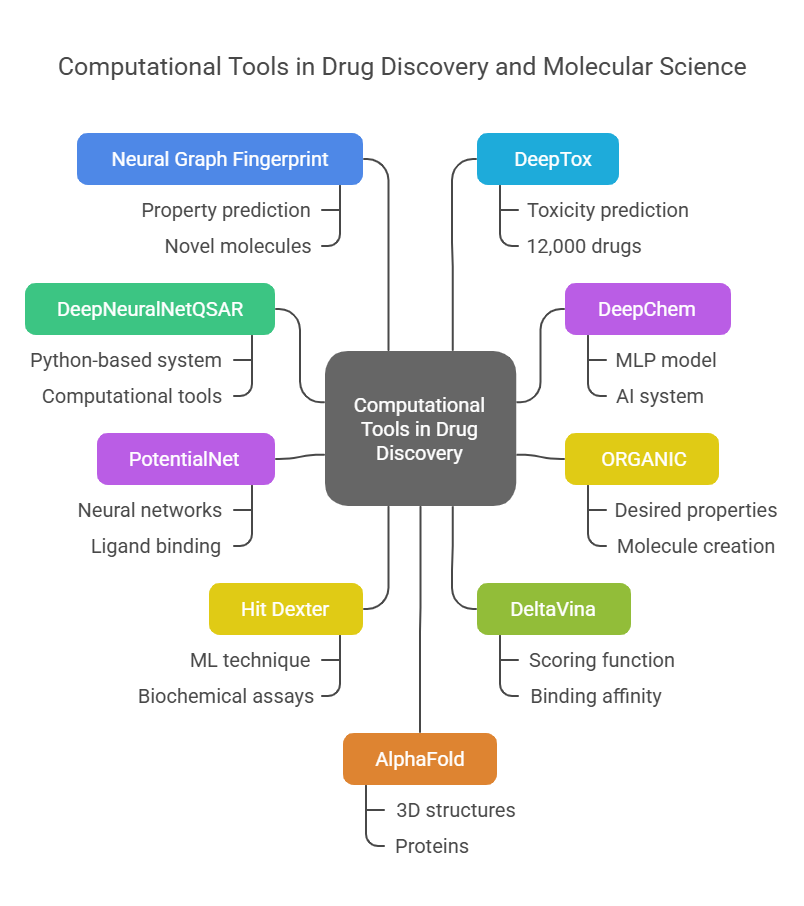 Computational Tools in Drug Discovery and Molecular Science
Neural Graph Fingerprint
Property prediction
Novel molecules
DeepTox
Toxicity prediction
12,000 drugs
DeepNeuralNetQSAR
Python-based system
Computational tools
DeepChem
MLP model
AI system
Computational
Tools in Drug
Discovery
PotentialNet
Neural networks
Ligand binding
ORGANIC
Desired properties
Molecule creation
Hit Dexter
ML technique
Biochemical assays
DeltaVina
Scoring function
Binding affinity
AlphaFold
3D structures
Proteins